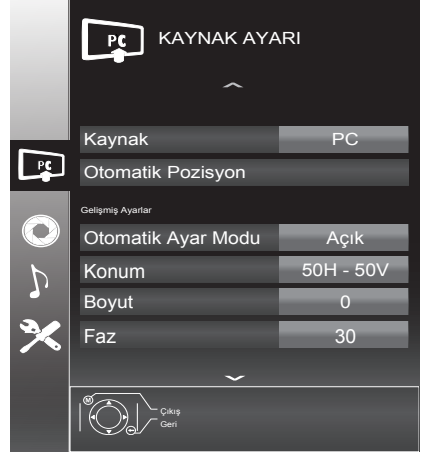 PC KAYNAK AYARI
Kaynak PC
PC
Otomatik Pozisyon
Gelişmiş Ayarlar
Otomatik Ayar Modu Açık
Konum 50H - 50V
Boyut 0
Faz 30
M
Çıkış
Geri